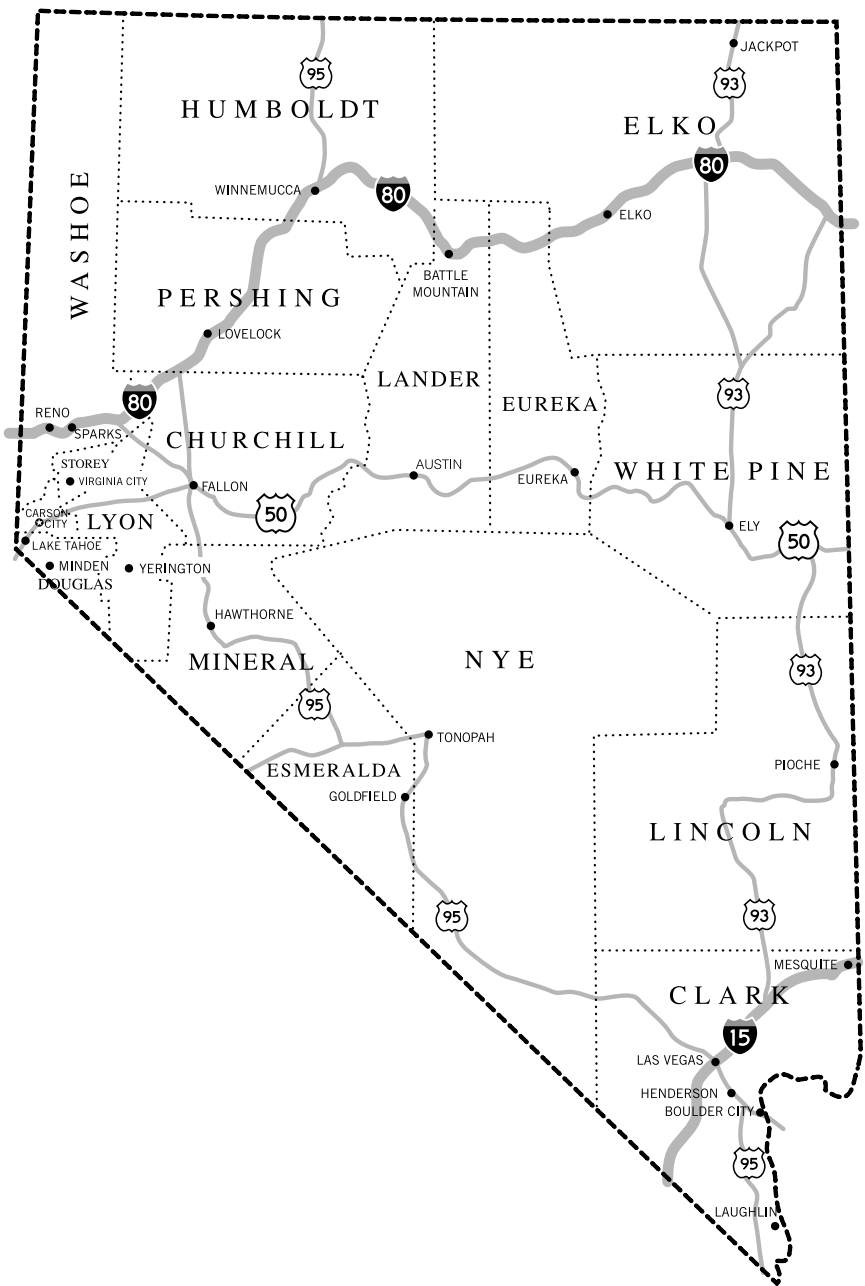 JACKPOT
95
93
HUMBOLDT
ELKO
80
WASHOE
WINNEMUCCA
80
ELKO
BATTLE
MOUNTAIN
PERSHING
LOVELOCK
LANDER
80
93
EUREKA
RENO
SPARKS
CHURCHILL
STOREY
VIRGINIA CITY
AUSTIN
EUREKA
WHITE PINE
FALLON
CARSON
CITY
LYON
50
ELY
50
LAKE TAHOE
MINDEN
DOUGLAS
YERINGTON
HAWTHORNE
MINERAL
NYE
93
95
TONOPAH
ESMERALDA
PIOCHE
GOLDFIELD
LINCOLN
95
93
MESQUITE
CLARK
15
LAS VEGAS
HENDERSON
BOULDER CITY
95
LAUGHLIN